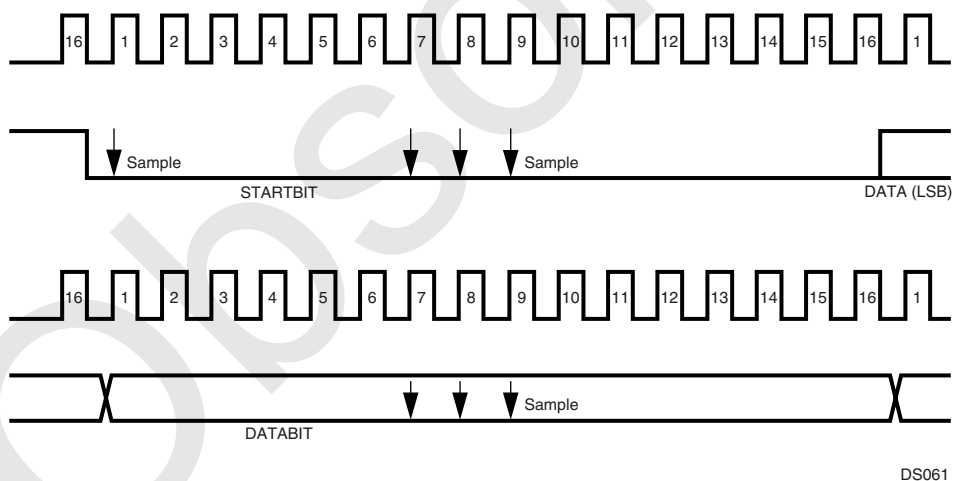 16 1 2 3 4 5 6 7 8 9 10 11 12 13 14 15 16 1
Sample Sample
STARTBIT DATA (LSB)
16 1 2 3 4 5 6 7 8 9 10 11 12 13 14 15 16 1
Sample
DATABIT
DS061